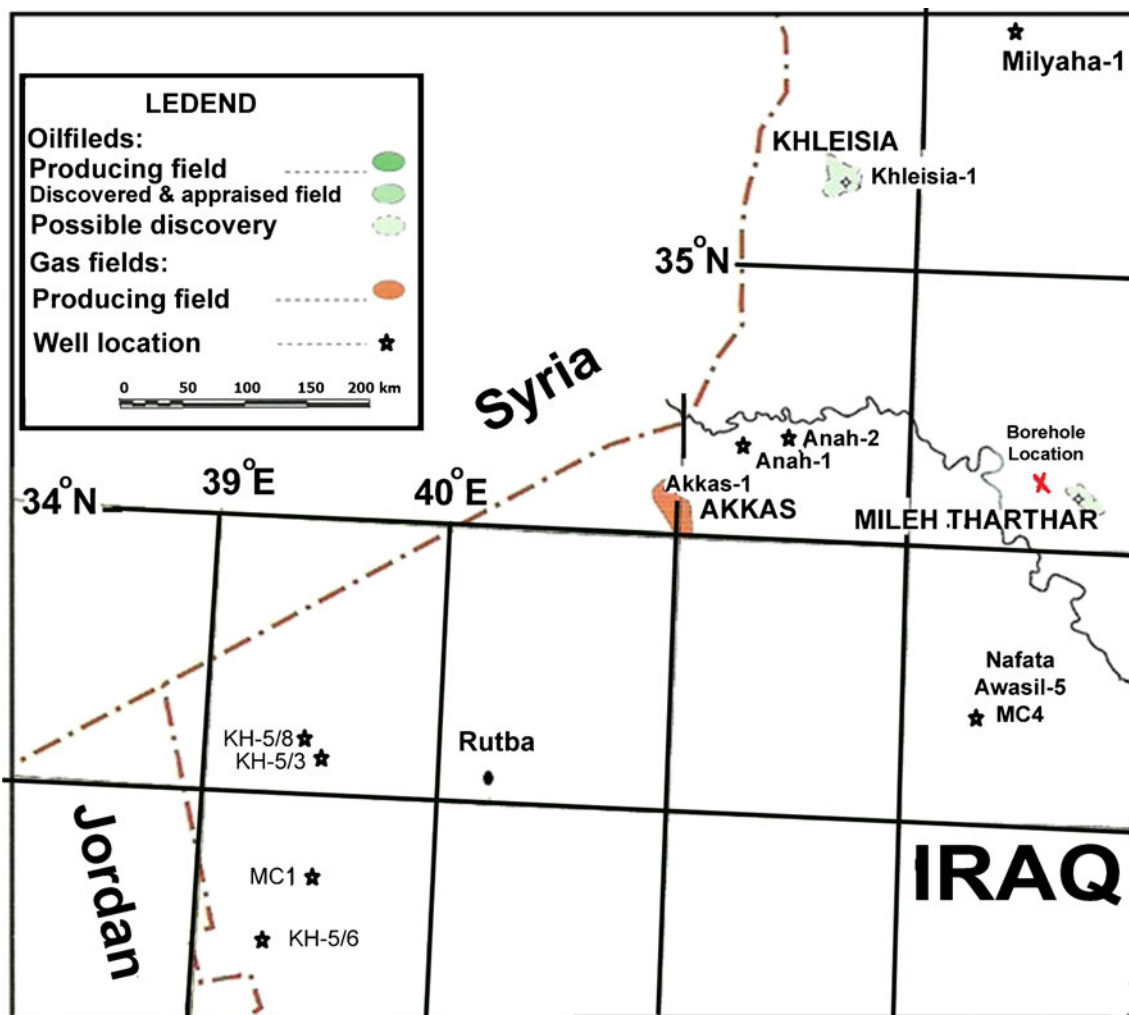 Milyaha-1
LEDEND
Oilfileds:
Producing field
Discovered & appraised field
Possible discovery
Gas fields:
Producing field
Well location
0 50 100 150 200 km
KHLEISIA
Khleisia-1
35°N
Syria
Anah-2
Anah-1
Borehole
Location
Akkas-1
AKKAS
MILEH THARTHAR
34°N
39°E
40°E
Nafata
Awasil-5
MC4
KH-5/8
KH-5/3
Rutba
Jordan
MC1
KH-5/6
IRAQ